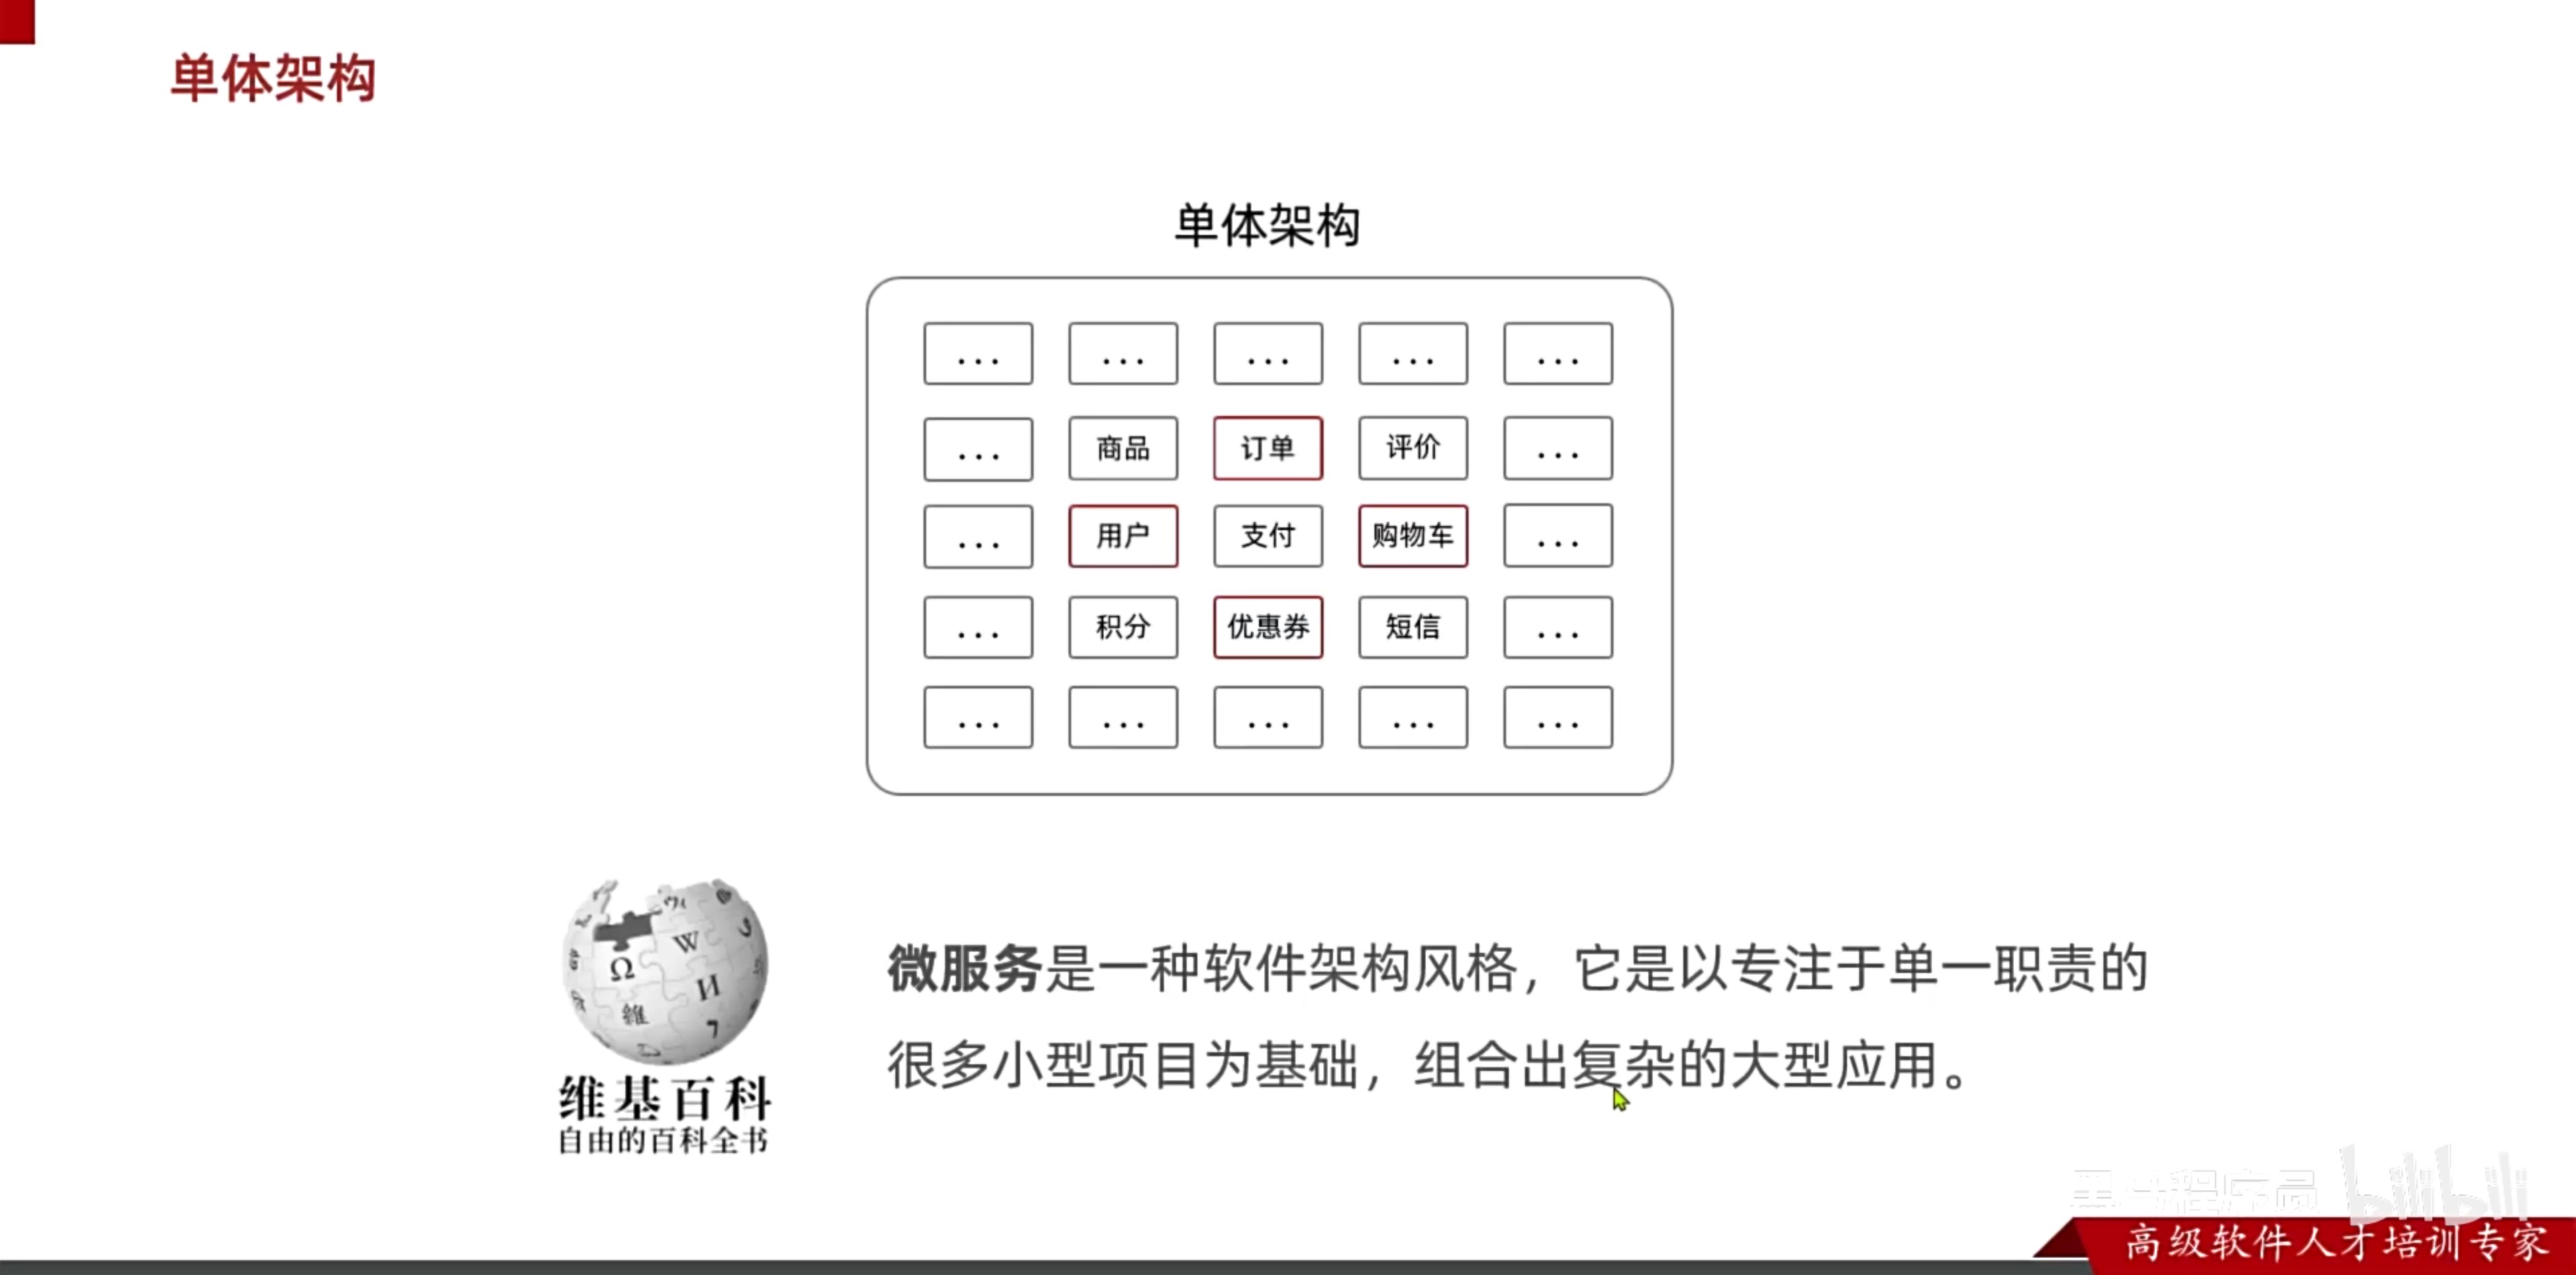 单体架构
单体架构
... ... ... ... ...
... 商品 订单 评价 ...
... 用户 支付 购物车 ...
... 积分 优惠券 短信 ...
... ... ... ... ...
微服务是一种软件架构风格，它是以专注于单一职责的
很多小型项目为基础，组合出复杂的大型应用。
Ω W И 維 ר
维基百科
自由的百科全书
黑马程序员 bilibili
高级软件人才培训专家